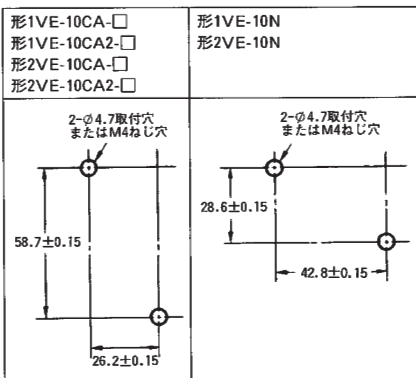 形1VE-10CA-□
形1VE-10CA2-□
形2VE-10CA-□
形2VE-10CA2-□
形1VE-10N
形2VE-10N
2-φ4.7取付穴
またはM4ねじ穴
58.7±0.15
26.2±0.15
2-φ4.7取付穴
またはM4ねじ穴
28.6±0.15
42.8±0.15